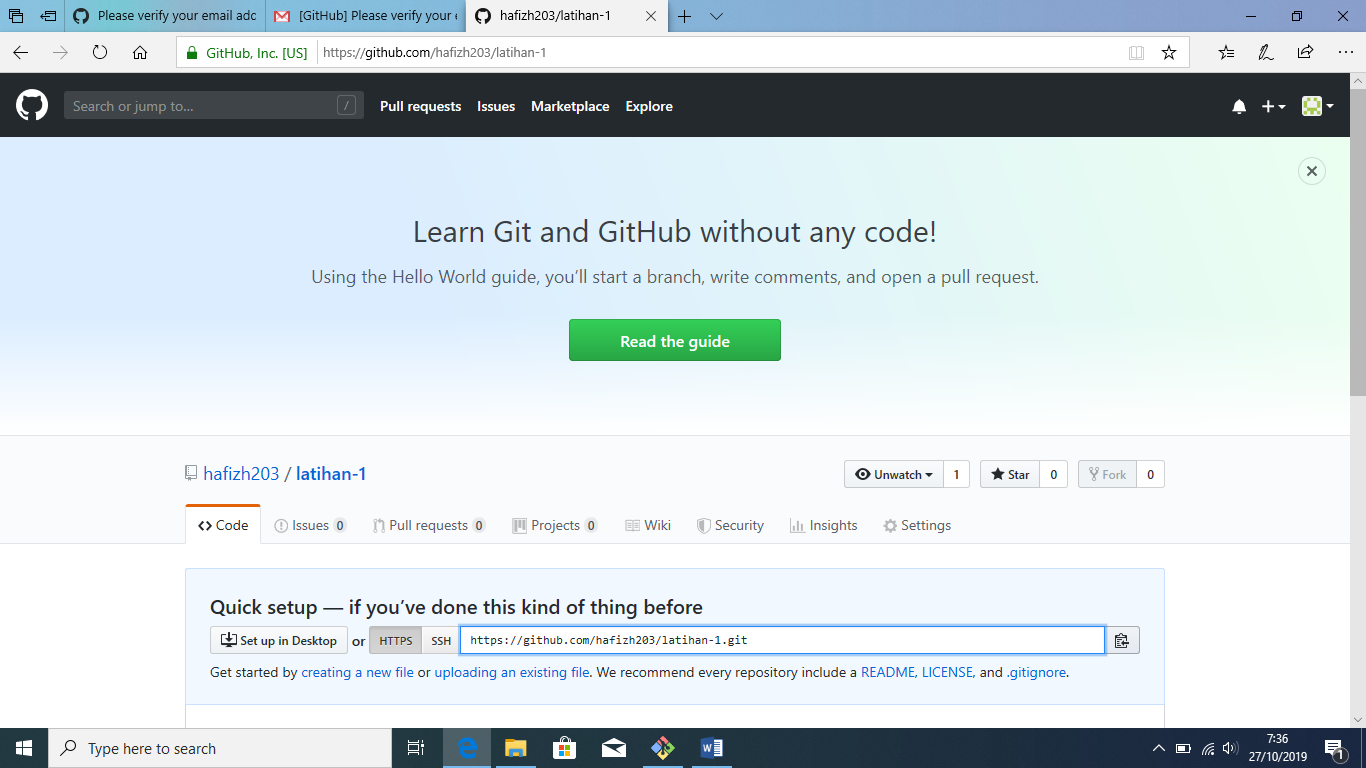 Please verify your email add
[GitHub] Please verify your e
hafizh203/latihan-1
GitHub, Inc. [US]
https://github.com/hafizh203/latihan-1
Search or jump to...
/
Pull requests
Issues
Marketplace
Explore
Learn Git and GitHub without any code!
Using the Hello World guide, you’ll start a branch, write comments, and open a pull request.
Read the guide
hafizh203 / latihan-1
Unwatch
1
Star
0
Fork
0
Code
Issues 0
Pull requests 0
Projects 0
Wiki
Security
Insights
Settings
Quick setup — if you’ve done this kind of thing before
Set up in Desktop
or
HTTPS
SSH
https://github.com/hafizh203/latihan-1.git
Get started by creating a new file or uploading an existing file. We recommend every repository include a README, LICENSE, and .gitignore.
Type here to search
7:36
27/10/2019
1